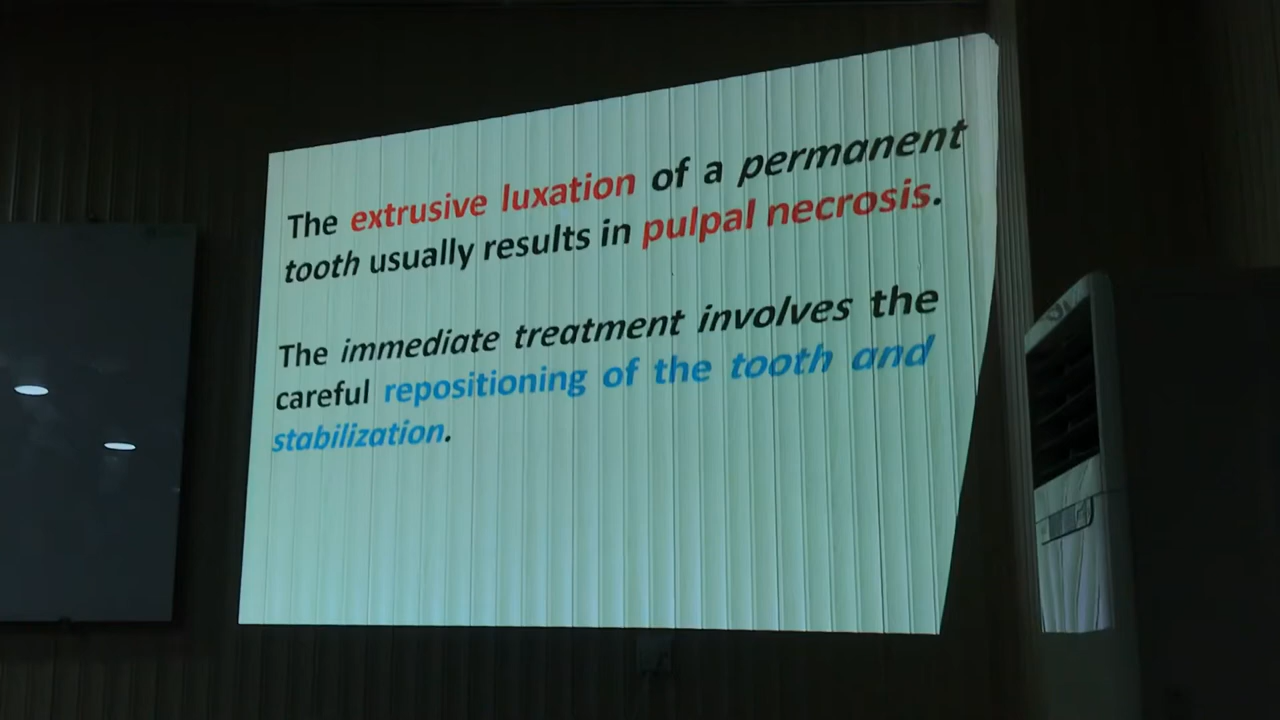 The extrusive luxation of a permanent
tooth usually results in pulpal necrosis.
The immediate treatment involves the
careful repositioning of the tooth and
stabilization.